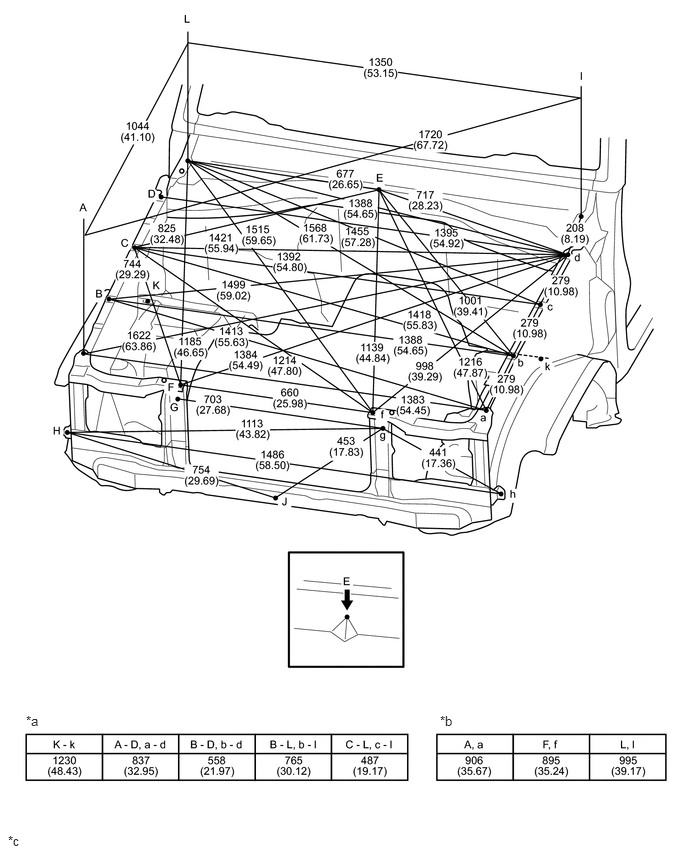 L
1350
(53.15)
I
1044
(41.10)
1720
(67.72)
677
(26.65)
E
717
(28.23)
D
1388
(54.65)
A
825
(32.48)
1515
(59.65)
1568
(61.73)
1455
(57.28)
1395
(54.92)
208
(8.19)
C
1421
(55.94)
1392
(54.80)
d
744
(29.29)
1499
(59.02)
279
(10.98)
K
B
1001
(39.41)
c
1418
(55.83)
279
(10.98)
1622
(63.86)
1185
(46.65)
1413
(55.63)
1384
(54.49)
1214
(47.80)
1139
(44.84)
1388
(54.65)
998
(39.29)
1216
(47.87)
b
k
F
279
(10.98)
G
703
(27.68)
660
(25.98)
1383
(54.45)
f
a
H
1113
(43.82)
g
453
(17.83)
441
(17.36)
1486
(58.50)
754
(29.69)
J
h
E
*a
K - k A - D, a - d B - D, b - d B - L, b - l C - L, c - l
1230 837 558 765 487
(48.43) (32.95) (21.97) (30.12) (19.17)
*b
A, a F, f L, l
906 895 995
(35.67) (35.24) (39.17)
*c